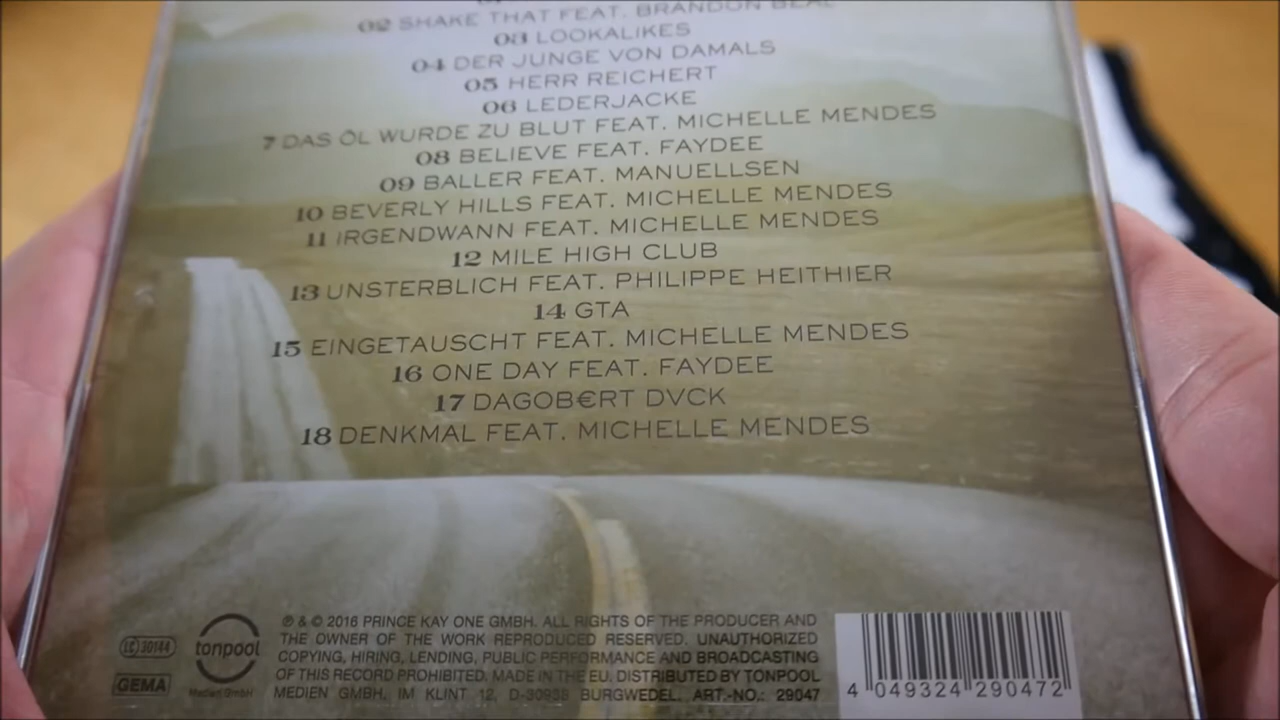 02 SHAKE THAT FEAT. BRANDON BEAL
03 LOOKALIKES
04 DER JUNGE VON DAMALS
05 HERR REICHERT
06 LEDERJACKE
7 DAS ÖL WURDE ZU BLUT FEAT. MICHELLE MENDES
08 BELIEVE FEAT. FAYDEE
09 BALLER FEAT. MANUELLSEN
10 BEVERLY HILLS FEAT. MICHELLE MENDES
11 IRGENDWANN FEAT. MICHELLE MENDES
12 MILE HIGH CLUB
13 UNSTERBLICH FEAT. PHILIPPE HEITHIER
14 GTA
15 EINGETAUSCHT FEAT. MICHELLE MENDES
16 ONE DAY FEAT. FAYDEE
17 DAGOB€RT DVCK
18 DENKMAL FEAT. MICHELLE MENDES
LC 30144
GEMA
tonpool
Medien GmbH
℗ & © 2016 PRINCE KAY ONE GMBH. ALL RIGHTS OF THE PRODUCER AND
THE OWNER OF THE WORK REPRODUCED RESERVED. UNAUTHORIZED
COPYING, HIRING, LENDING, PUBLIC PERFORMANCE AND BROADCASTING
OF THIS RECORD PROHIBITED. MADE IN THE EU. DISTRIBUTED BY TONPOOL
MEDIEN GMBH, IM KLINT 12, D-30938 BURGWEDEL. ART.-NO.: 29047
4 049324 290472